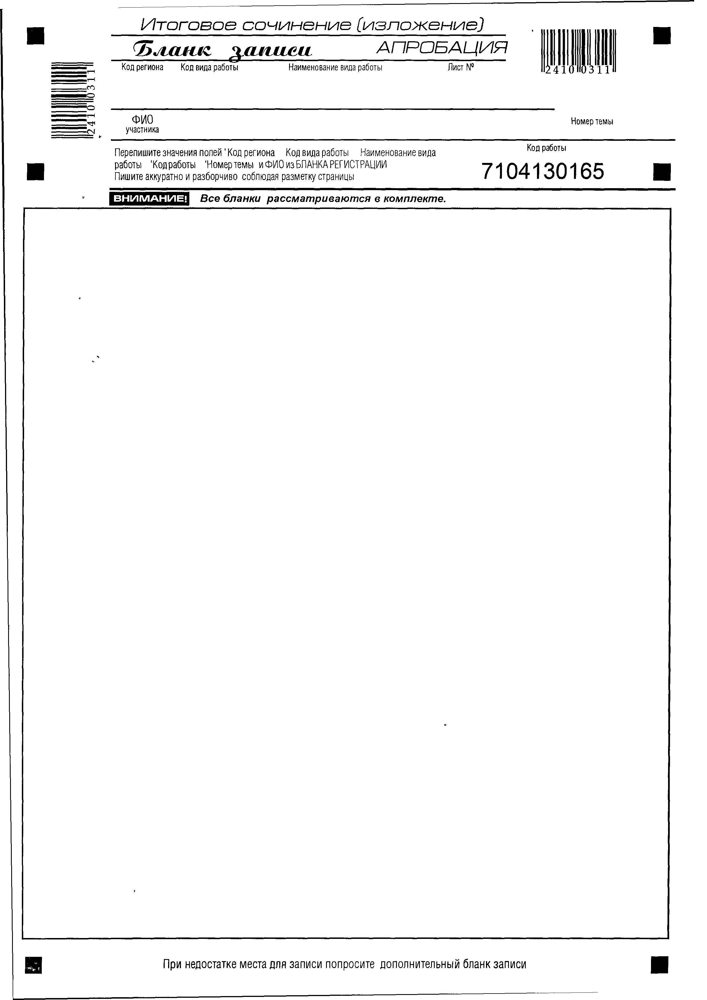 Итоговое сочинение (изложение)
Бланк записи АПРОБАЦИЯ
Код региона Код вида работы Наименование вида работы Лист №
2410 0311
2410 0311
ФИО
участника
Номер темы
Перепишите значения полей 'Код региона Код вида работы Наименование вида
работы 'Код работы 'Номер темы и ФИО из БЛАНКА РЕГИСТРАЦИИ
Пишите аккуратно и разборчиво соблюдая разметку страницы
Код работы
7104130165
ВНИМАНИЕ! Все бланки рассматриваются в комплекте.
При недостатке места для записи попросите дополнительный бланк записи